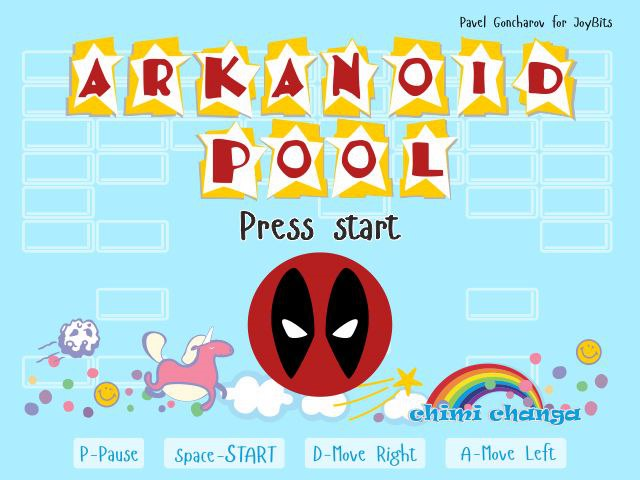 Pavel Goncharov for JoyBits
ARKANOID
POOL
Press start
chimi changa
P-Pause
Space-START
D-Move Right
A-Move Left